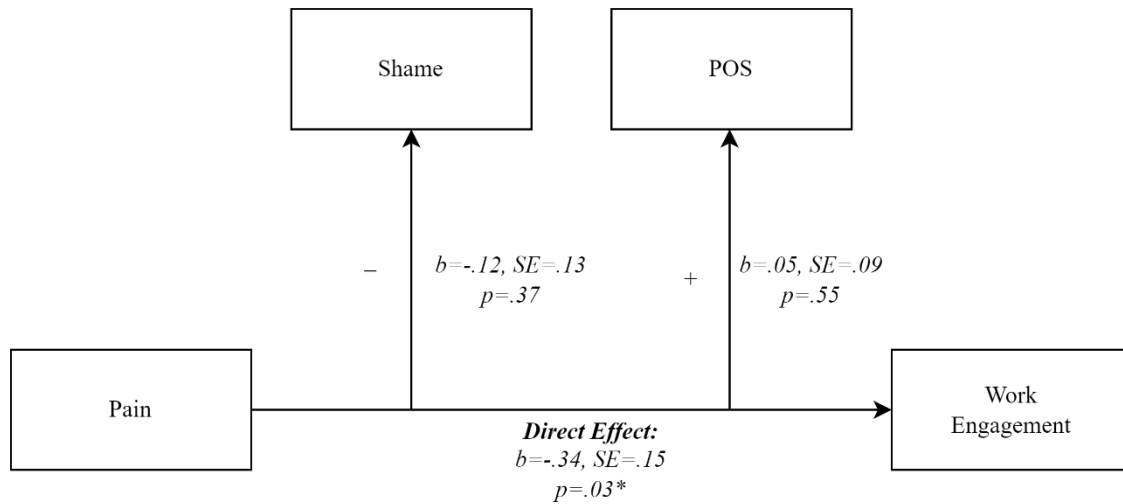 Shame
POS
−
b=-.12, SE=.13
p=.37
+
b=.05, SE=.09
p=.55
Pain
Work
Engagement
Direct Effect:
b=-.34, SE=.15
p=.03*